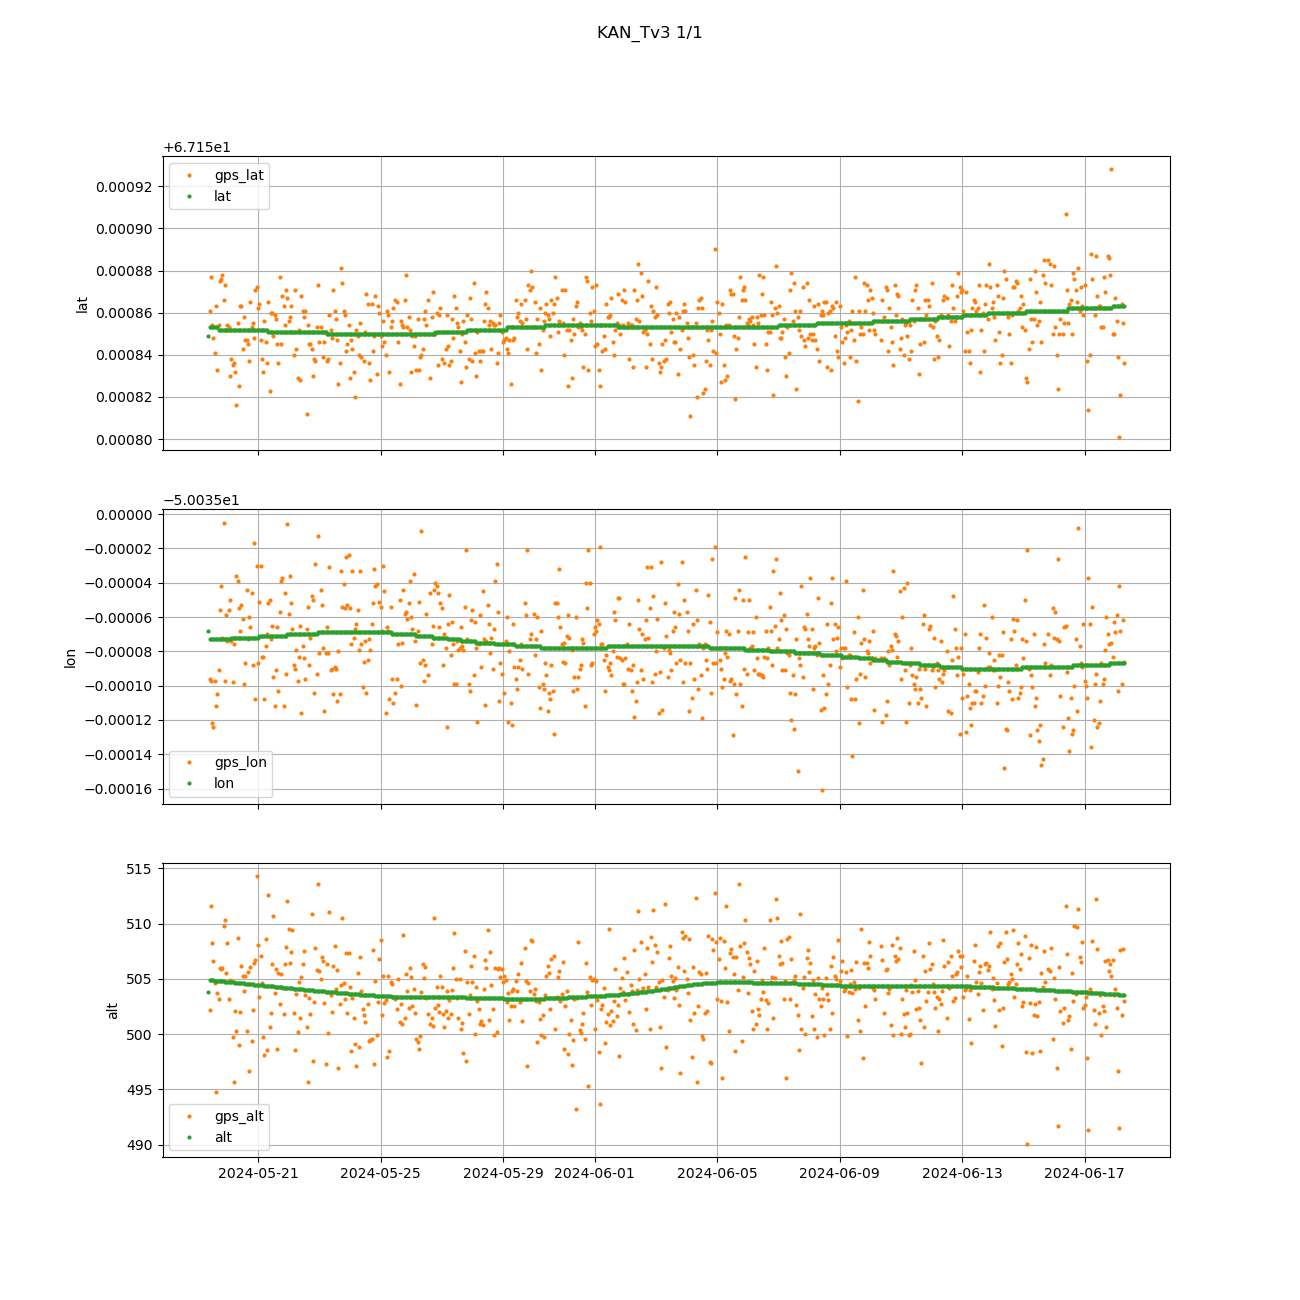 KAN_Tv3 1/1
+6.715e1
gps_lat
lat
0.00092
0.00090
0.00088
0.00086
0.00084
0.00082
0.00080
lat
−5.0035e1
0.00000
−0.00002
−0.00004
−0.00006
−0.00008
−0.00010
−0.00012
−0.00014
−0.00016
lon
gps_lon
lon
515
510
505
500
495
490
alt
gps_alt
alt
2024-05-21 2024-05-25 2024-05-29 2024-06-01 2024-06-05 2024-06-09 2024-06-13 2024-06-17